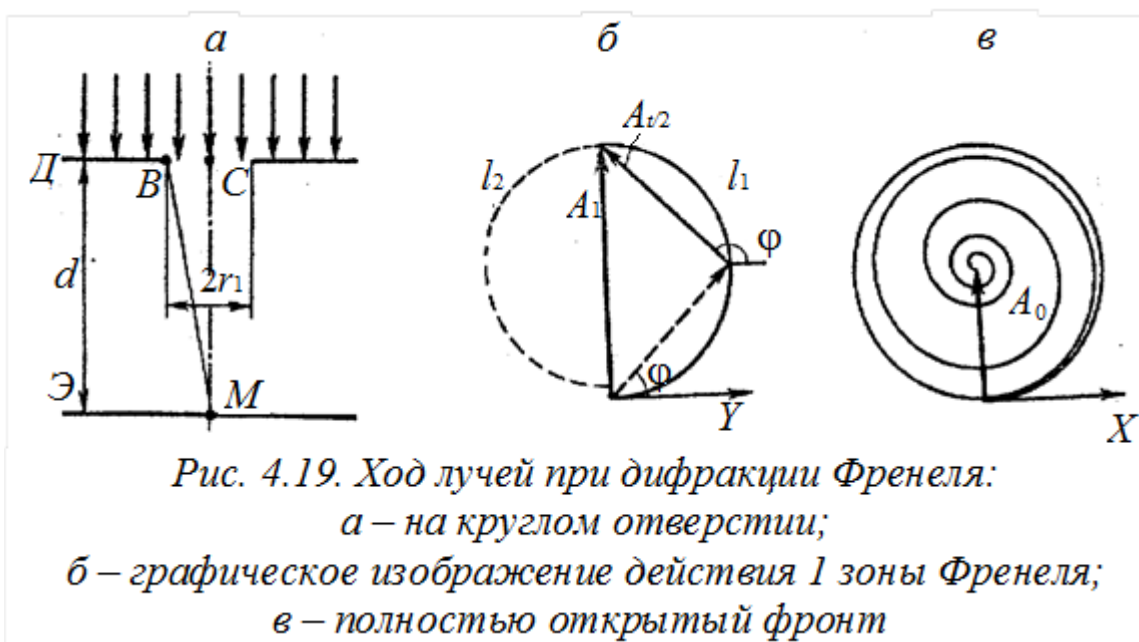 а б в
Д B C
d 2r₁
Э M
l₂ A₁ A₁/₂ l₁
φ φ
Y
A₀
X
Рис. 4.19. Ход лучей при дифракции Френеля:
а – на круглом отверстии;
б – графическое изображение действия 1 зоны Френеля;
в – полностью открытый фронт